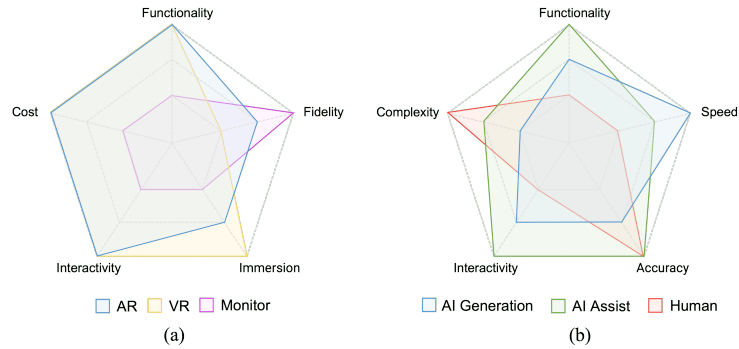 Functionality
Cost
Fidelity
Interactivity
Immersion
AR VR Monitor
(a)
Functionality
Complexity
Speed
Interactivity
Accuracy
AI Generation AI Assist Human
(b)